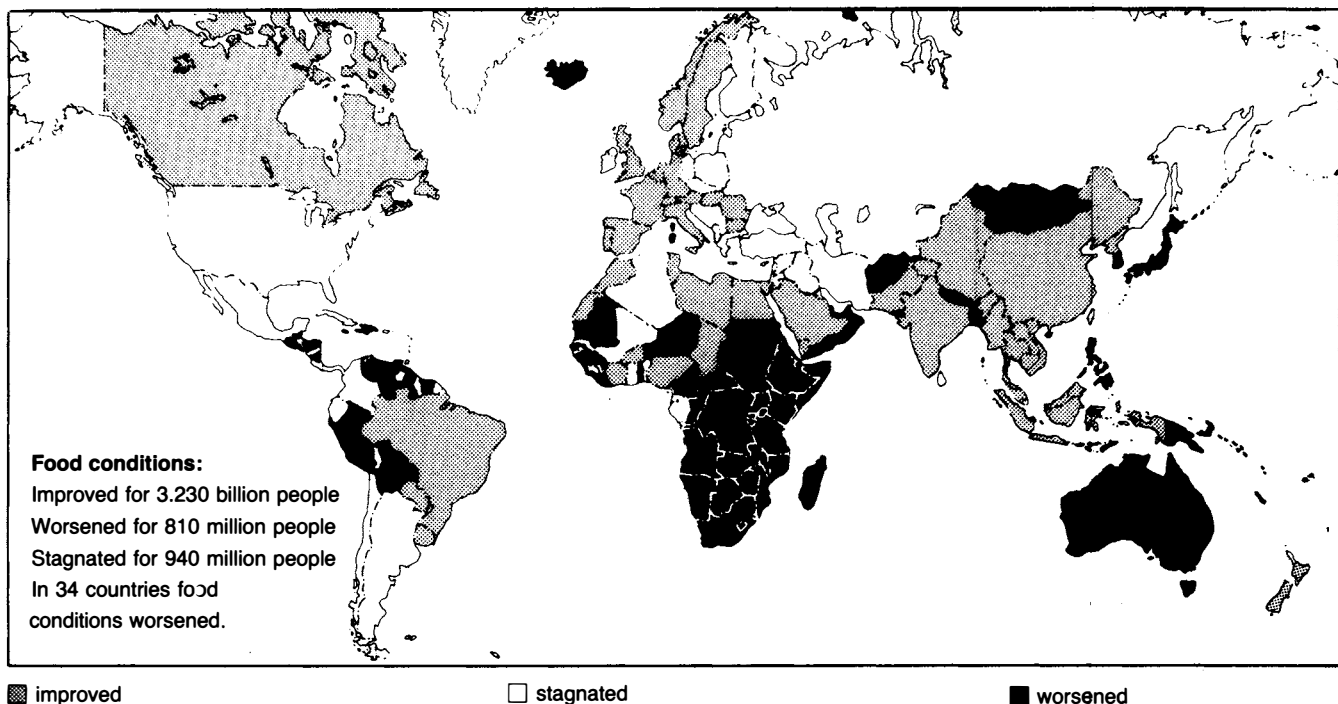 Food conditions:
Improved for 3.230 billion people
Worsened for 810 million people
Stagnated for 940 million people
In 34 countries food
conditions worsened.
improved
stagnated
worsened